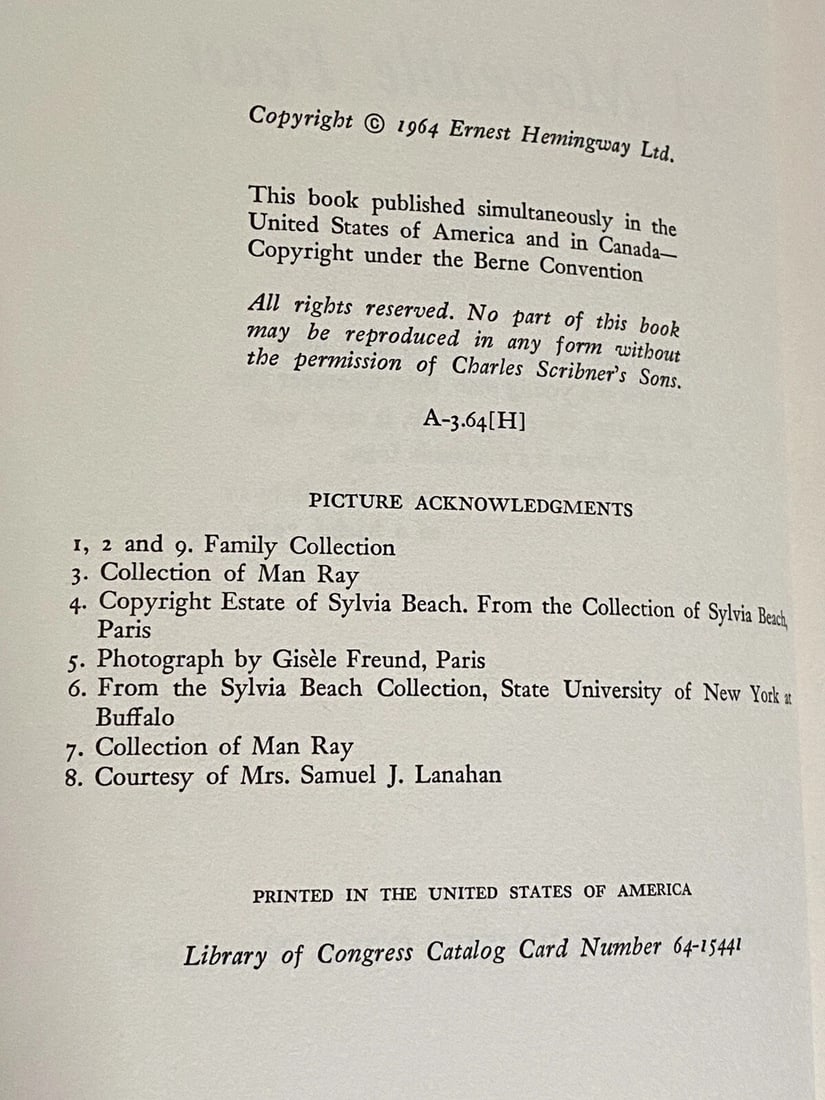 Copyright © 1964 Ernest Hemingway Ltd.
This book published simultaneously in the
United States of America and in Canada—
Copyright under the Berne Convention
All rights reserved. No part of this book
may be reproduced in any form without
the permission of Charles Scribner's Sons.
A-3.64[H]
PICTURE ACKNOWLEDGMENTS
1, 2 and 9. Family Collection
3. Collection of Man Ray
4. Copyright Estate of Sylvia Beach. From the Collection of Sylvia Beach,
Paris
5. Photograph by Gisèle Freund, Paris
6. From the Sylvia Beach Collection, State University of New York at
Buffalo
7. Collection of Man Ray
8. Courtesy of Mrs. Samuel J. Lanahan
PRINTED IN THE UNITED STATES OF AMERICA
Library of Congress Catalog Card Number 64-15441